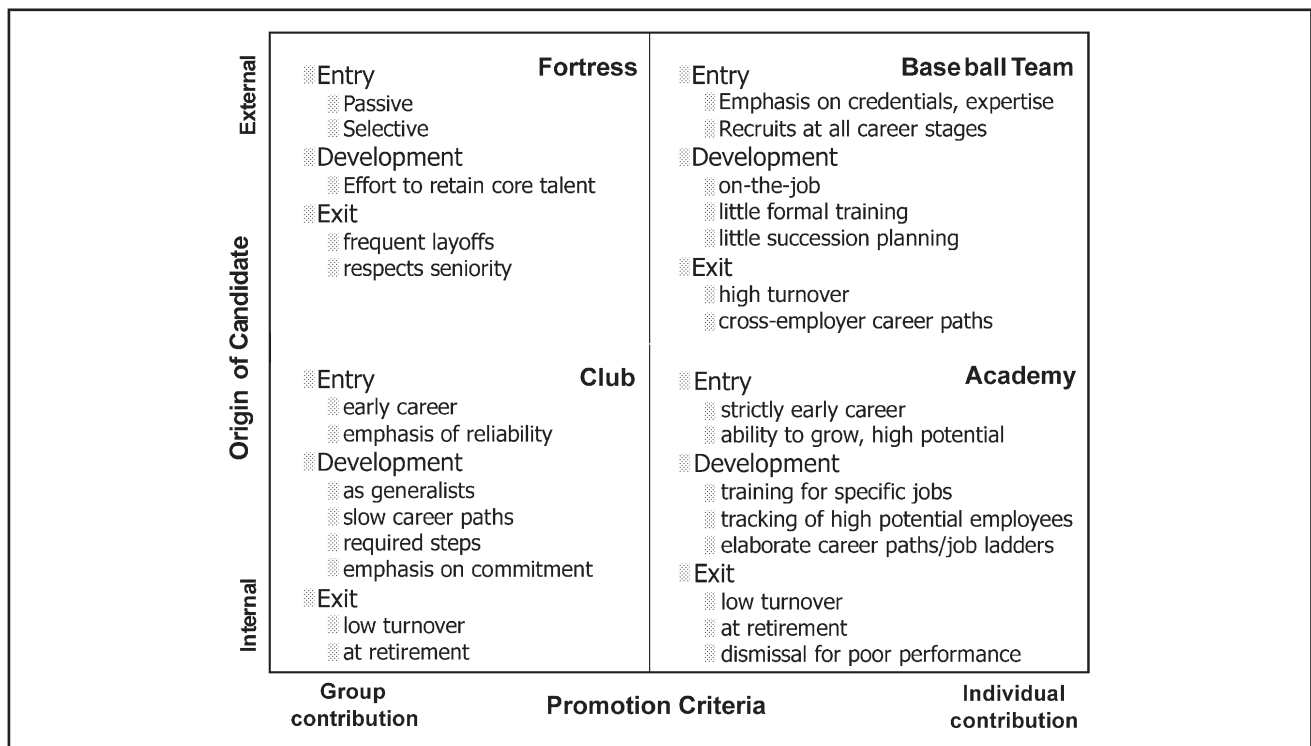 External
Origin of Candidate
Internal
Fortress
Entry
Passive
Selective
Development
Effort to retain core talent
Exit
frequent layoffs
respects seniority
Baseball Team
Entry
Emphasis on credentials, expertise
Recruits at all career stages
Development
on-the-job
little formal training
little succession planning
Exit
high turnover
cross-employer career paths
Club
Entry
early career
emphasis of reliability
Development
as generalists
slow career paths
required steps
emphasis on commitment
Exit
low turnover
at retirement
Academy
Entry
strictly early career
ability to grow, high potential
Development
training for specific jobs
tracking of high potential employees
elaborate career paths/job ladders
Exit
low turnover
at retirement
dismissal for poor performance
Group
contribution
Promotion Criteria
Individual
contribution